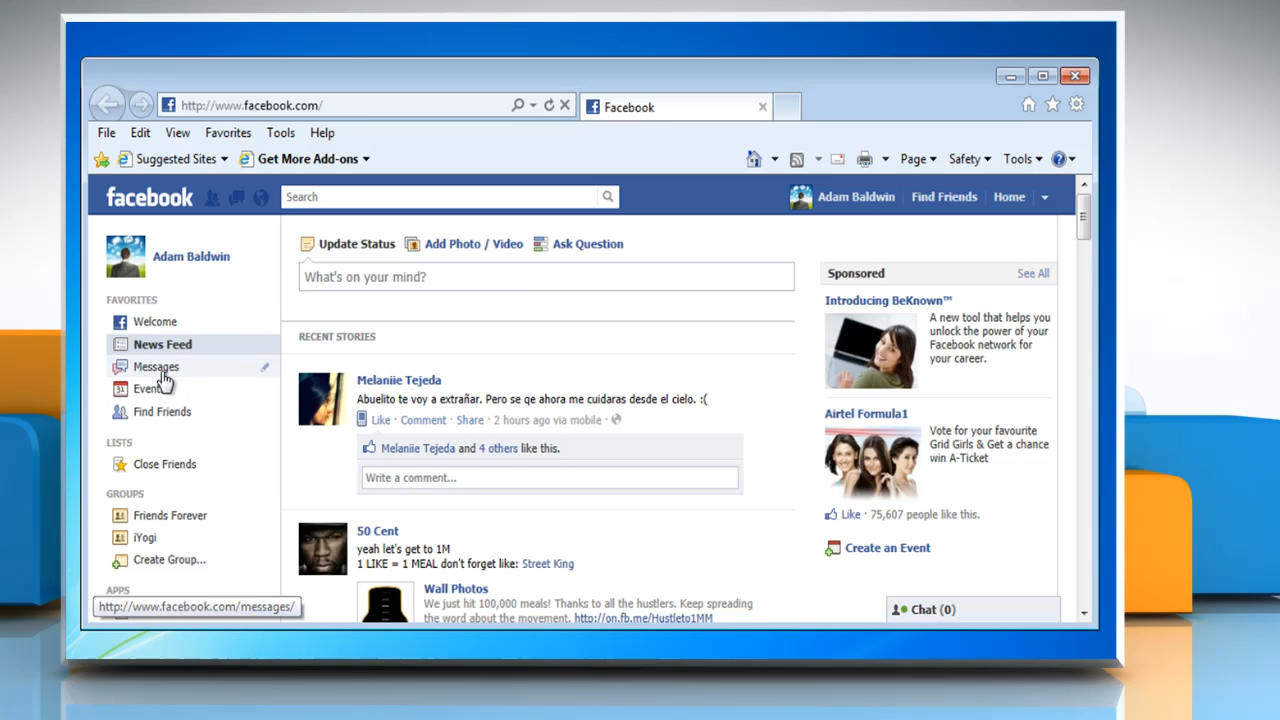 http://www.facebook.com/
Facebook
File Edit View Favorites Tools Help
Suggested Sites Get More Add-ons
Page Safety Tools
facebook
Search
Adam Baldwin Find Friends Home
Adam Baldwin
FAVORITES
Welcome
News Feed
Messages
Event
31
Find Friends
LISTS
Close Friends
GROUPS
Friends Forever
iYogi
Create Group...
APPS
http://www.facebook.com/messages/
Update Status Add Photo / Video Ask Question
What's on your mind?
RECENT STORIES
Melaniie Tejeda
Abuelito te voy a extrañar. Pero se qe ahora me cuidaras desde el cielo. :(
Like · Comment · Share · 2 hours ago via mobile ·
Melaniie Tejeda and 4 others like this.
Write a comment...
50 Cent
yeah let's get to 1M
1 LIKE = 1 MEAL don't forget like: Street King
Wall Photos
We just hit 100,000 meals! Thanks to all the hustlers. Keep spreading
the word about the movement. http://on.fb.me/Hustleto1MM
Sponsored See All
Introducing BeKnown™
A new tool that helps you
unlock the power of your
Facebook network for
your career.
Airtel Formula1
Vote for your favourite
Grid Girls & Get a chance
win A-Ticket
Like · 75,607 people like this.
Create an Event
Chat (0)